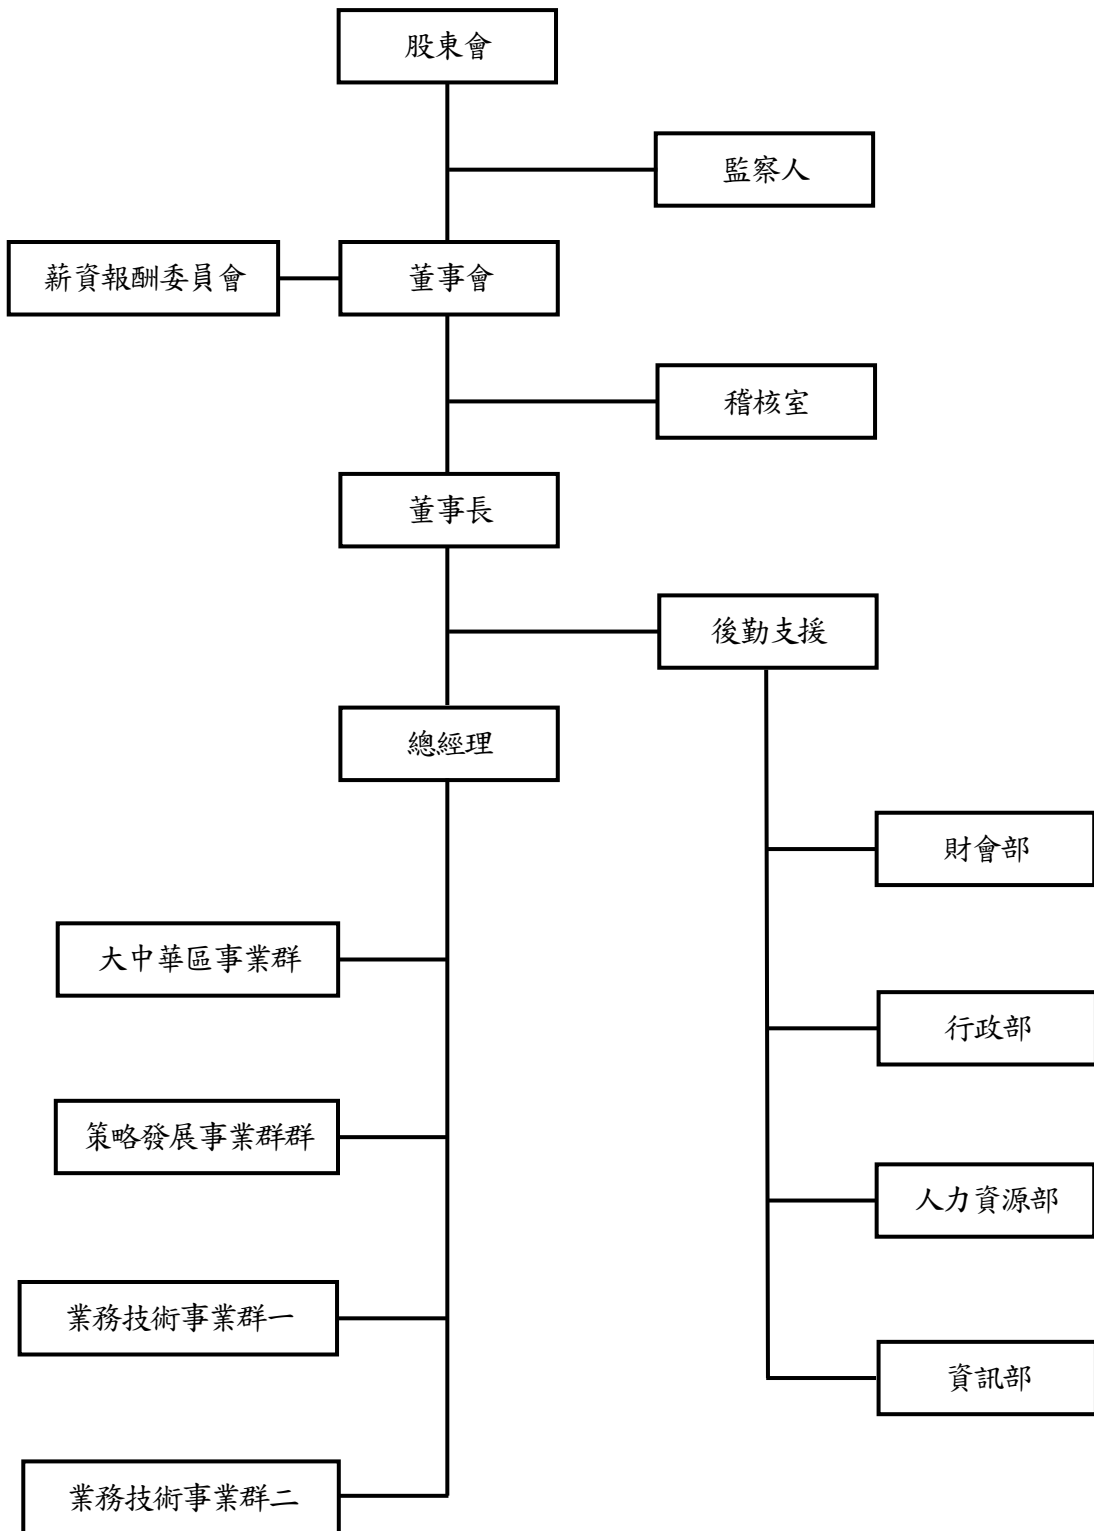 股東會
監察人
薪資報酬委員會
董事會
稽核室
董事長
後勤支援
總經理
財會部
大中華區事業群
行政部
策略發展事業群群
人力資源部
業務技術事業群一
資訊部
業務技術事業群二